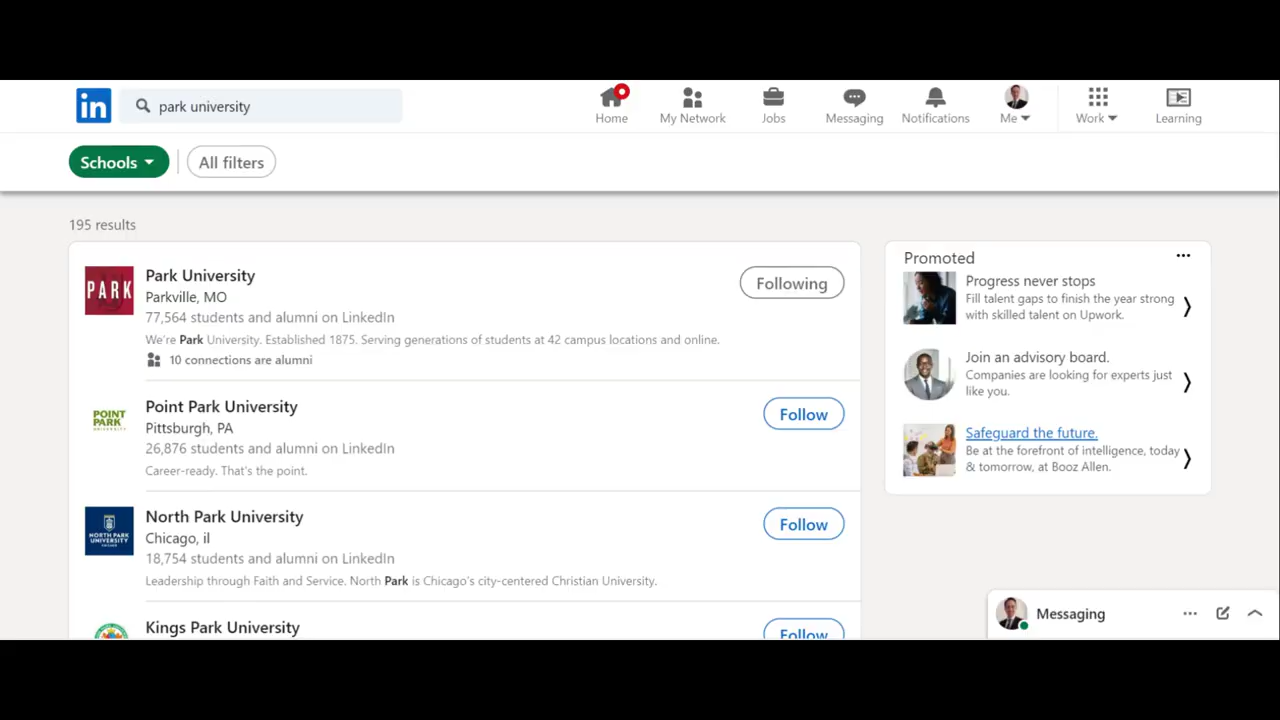 in
park university
Home
My Network
Jobs
Messaging
Notifications
Me
Work
Learning
Schools
All filters
195 results
PARK
Park University
Parkville, MO
77,564 students and alumni on LinkedIn
We're Park University. Established 1875. Serving generations of students at 42 campus locations and online.
10 connections are alumni
Following
POINT
PARK
UNIVERSITY
Point Park University
Pittsburgh, PA
26,876 students and alumni on LinkedIn
Career-ready. That's the point.
Follow
NORTH PARK
UNIVERSITY
CHICAGO
North Park University
Chicago, il
18,754 students and alumni on LinkedIn
Leadership through Faith and Service. North Park is Chicago's city-centered Christian University.
Follow
Kings Park University
Follow
Promoted
Progress never stops
Fill talent gaps to finish the year strong
with skilled talent on Upwork.
Join an advisory board.
Companies are looking for experts just
like you.
Safeguard the future.
Be at the forefront of intelligence, today
& tomorrow, at Booz Allen.
Messaging